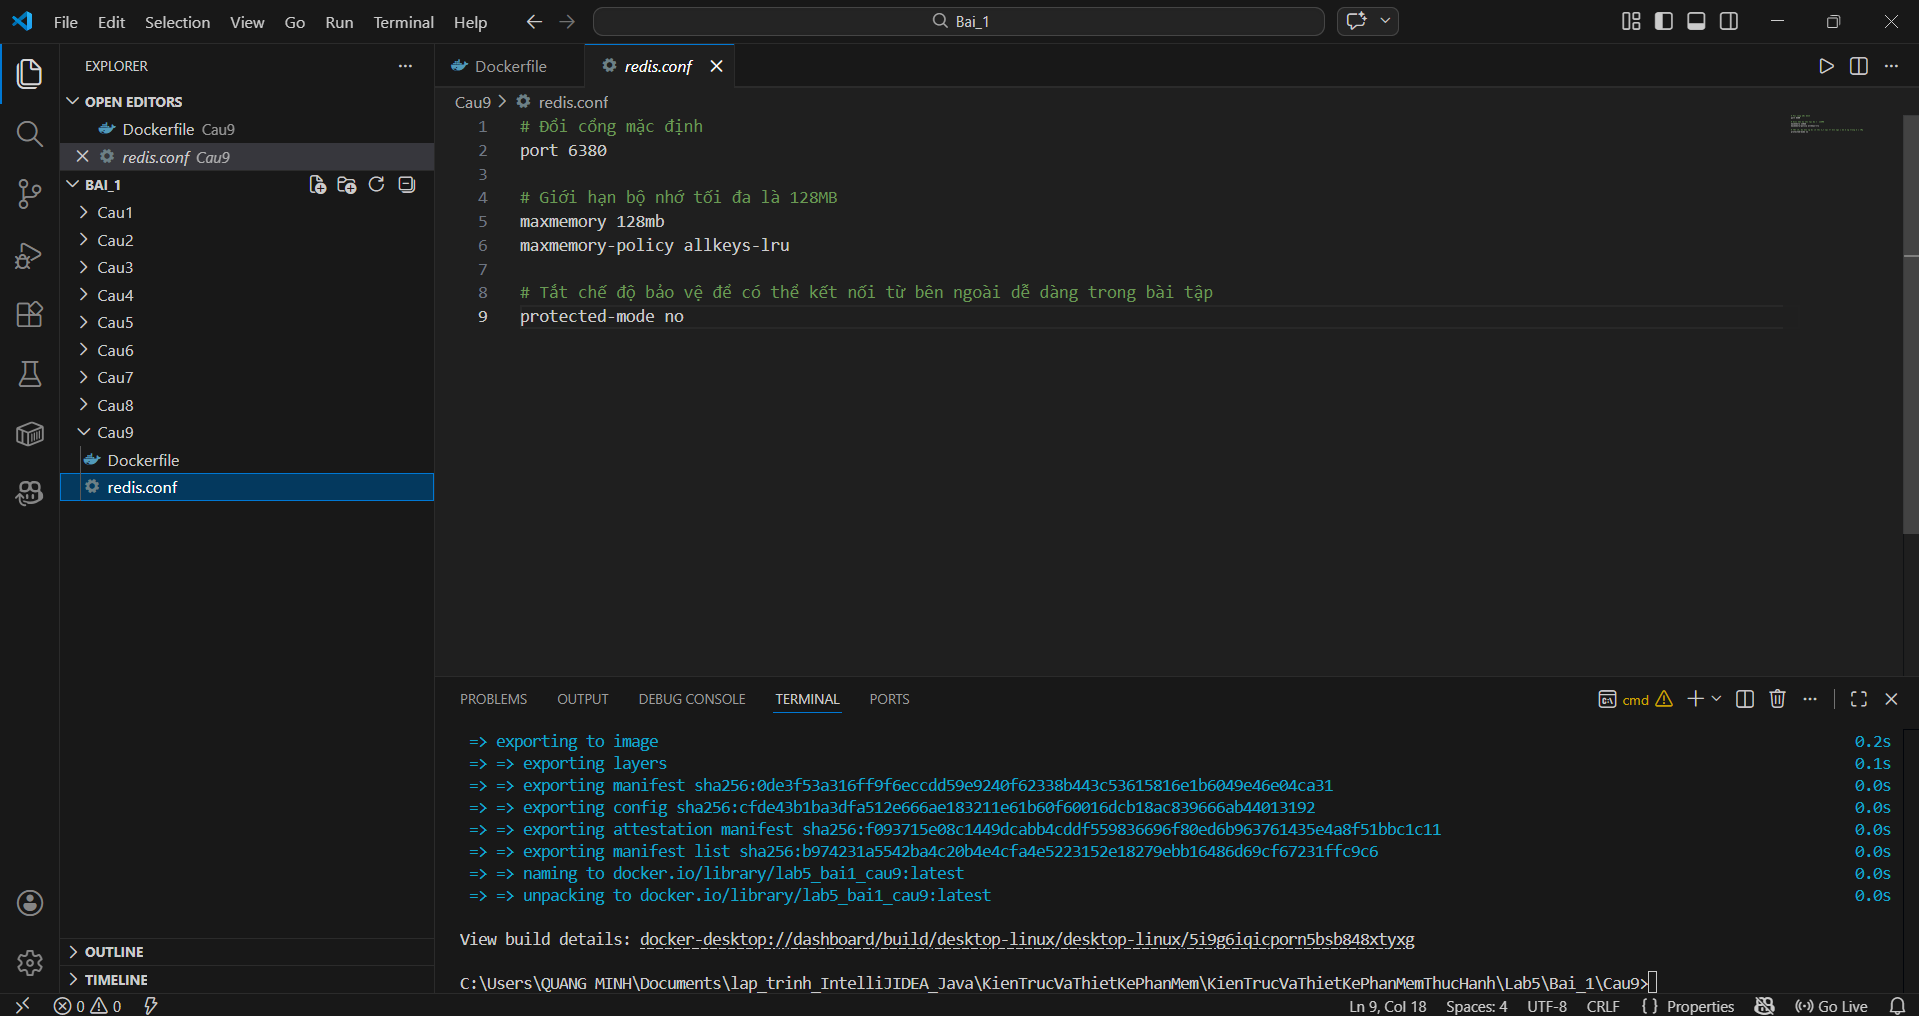 File Edit Selection View Go Run Terminal Help
Bai_1
EXPLORER
OPEN EDITORS
Dockerfile Cau9
redis.conf Cau9
BAI_1
Cau1
Cau2
Cau3
Cau4
Cau5
Cau6
Cau7
Cau8
Cau9
Dockerfile
redis.conf
OUTLINE
TIMELINE
Dockerfile
redis.conf
Cau9 > redis.conf
1 # Đổi cổng mặc định
2 port 6380
3
4 # Giới hạn bộ nhớ tối đa là 128MB
5 maxmemory 128mb
6 maxmemory-policy allkeys-lru
7
8 # Tắt chế độ bảo vệ để có thể kết nối từ bên ngoài dễ dàng trong bài tập
9 protected-mode no
PROBLEMS OUTPUT DEBUG CONSOLE TERMINAL PORTS
cmd
=> exporting to image 0.2s
=> => exporting layers 0.1s
=> => exporting manifest sha256:0de3f53a316ff9f6eccdd59e9240f62338b443c53615816e1b6049e46e04ca31 0.0s
=> => exporting config sha256:cfde43b1ba3dfa512e666ae183211e61b60f60016dcb18ac839666ab44013192 0.0s
=> => exporting attestation manifest sha256:f093715e08c1449dcabb4cddf559836696f80ed6b963761435e4a8f51bbc1c11 0.0s
=> => exporting manifest list sha256:b974231a5542ba4c20b4e4cfa4e5223152e18279ebb16486d69cf67231ffc9c6 0.0s
=> => naming to docker.io/library/lab5_bai1_cau9:latest 0.0s
=> => unpacking to docker.io/library/lab5_bai1_cau9:latest 0.0s
View build details: docker-desktop://dashboard/build/desktop-linux/desktop-linux/5i9g6iqicporn5bsb848xtyxg
C:\Users\QUANG MINH\Documents\lap_trinh_IntelliJIDEA_Java\KienTrucVaThietKePhanMem\KienTrucVaThietKePhanMemThucHanh\Lab5\Bai_1\Cau9>
0 0
Ln 9, Col 18 Spaces: 4 UTF-8 CRLF { } Properties Go Live